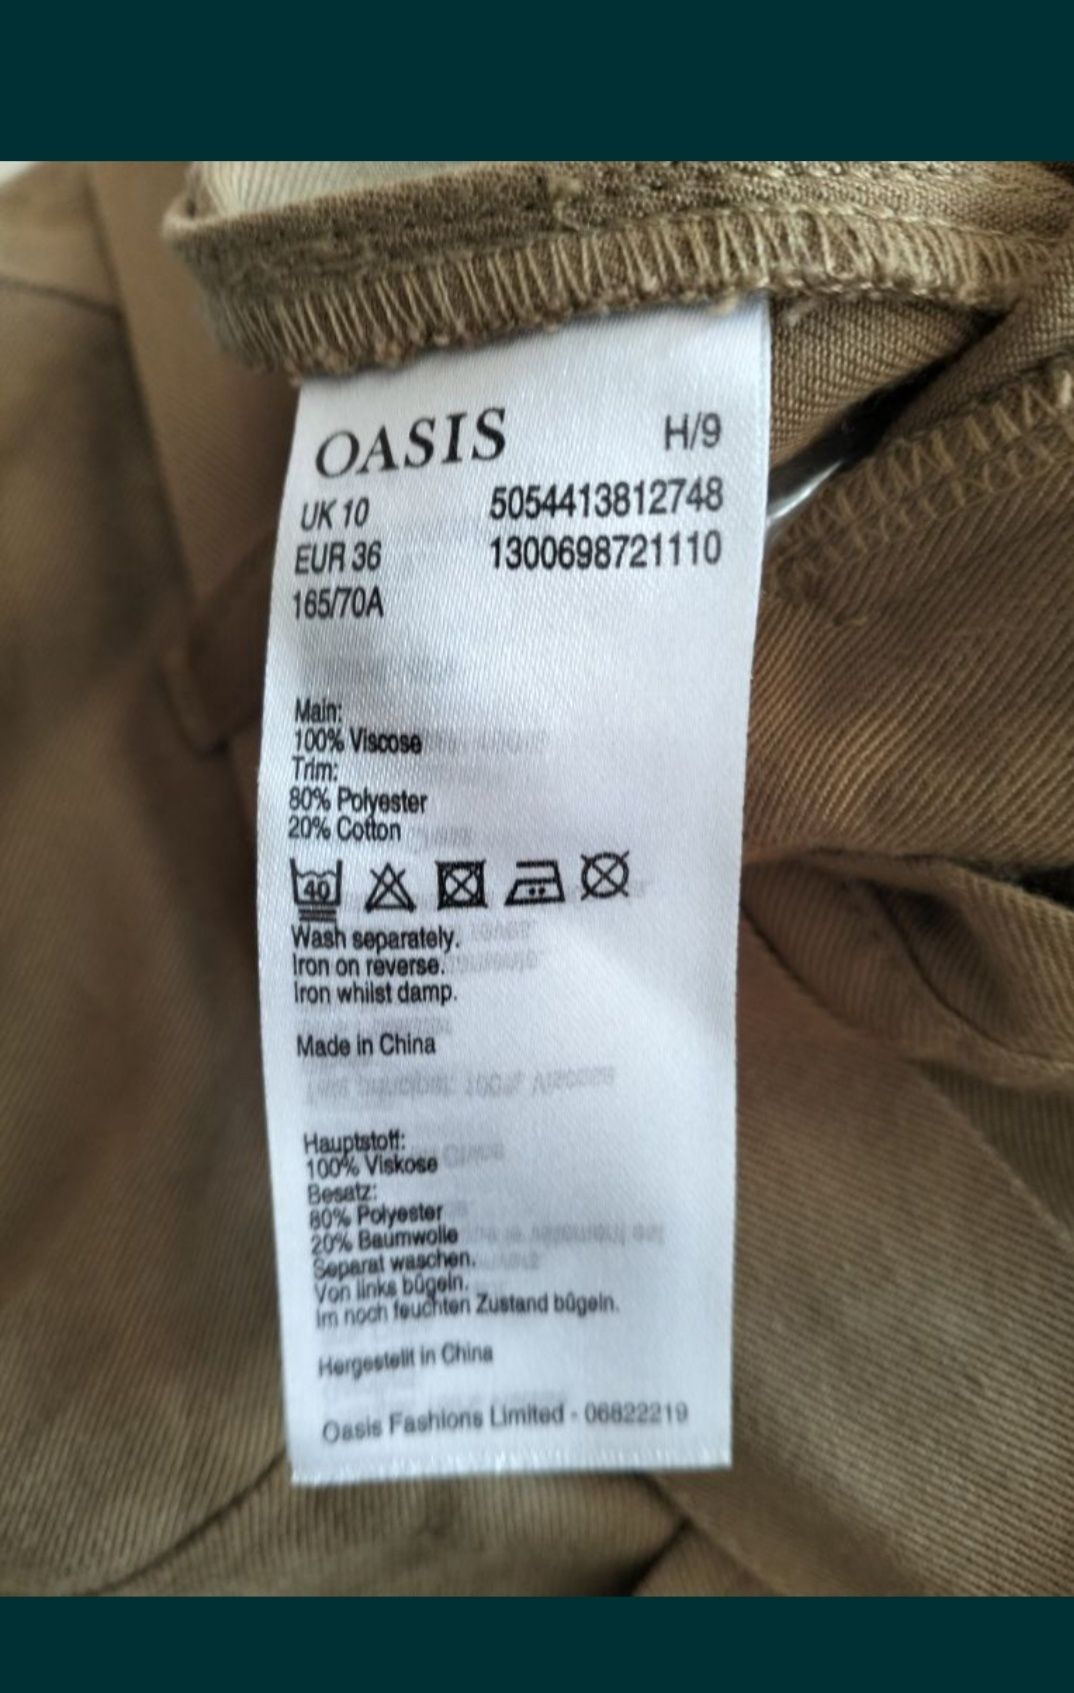 OASIS
H/9
UK 10 5054413812748
EUR 36 1300698721110
165/70A
Main:
100% Viscose
Trim:
80% Polyester
20% Cotton
40
Wash separately.
Iron on reverse.
Iron whilst damp.
Made in China
Hauptstoff:
100% Viskose
Besatz:
80% Polyester
20% Baumwolle
Separat waschen.
Von links bügeln.
Im noch feuchten Zustand bügeln.
Hergestellt in China
Oasis Fashions Limited - 06822219